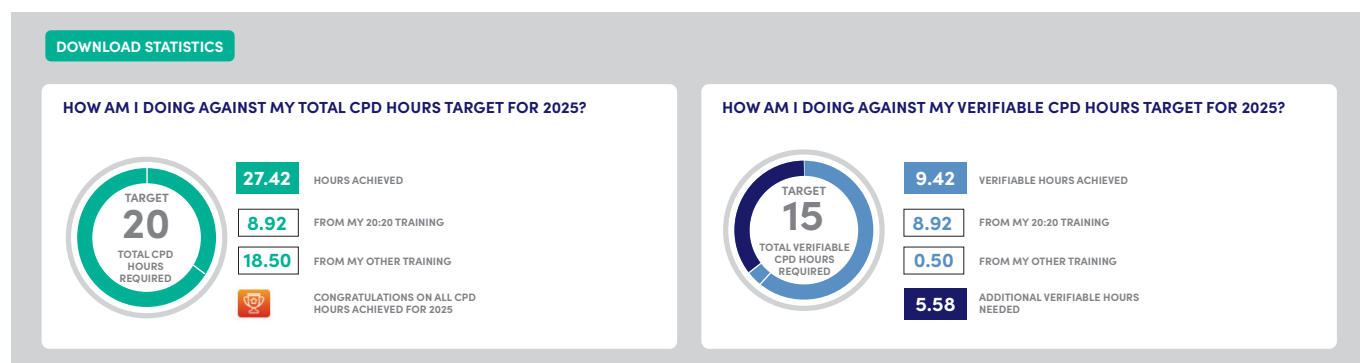 DOWNLOAD STATISTICS
HOW AM I DOING AGAINST MY TOTAL CPD HOURS TARGET FOR 2025?
TARGET
20
TOTAL CPD
HOURS
REQUIRED
27.42 HOURS ACHIEVED
8.92 FROM MY 20:20 TRAINING
18.50 FROM MY OTHER TRAINING
CONGRATULATIONS ON ALL CPD
HOURS ACHIEVED FOR 2025
HOW AM I DOING AGAINST MY VERIFIABLE CPD HOURS TARGET FOR 2025?
TARGET
15
TOTAL VERIFIABLE
CPD HOURS
REQUIRED
9.42 VERIFIABLE HOURS ACHIEVED
8.92 FROM MY 20:20 TRAINING
0.50 FROM MY OTHER TRAINING
5.58 ADDITIONAL VERIFIABLE HOURS
NEEDED